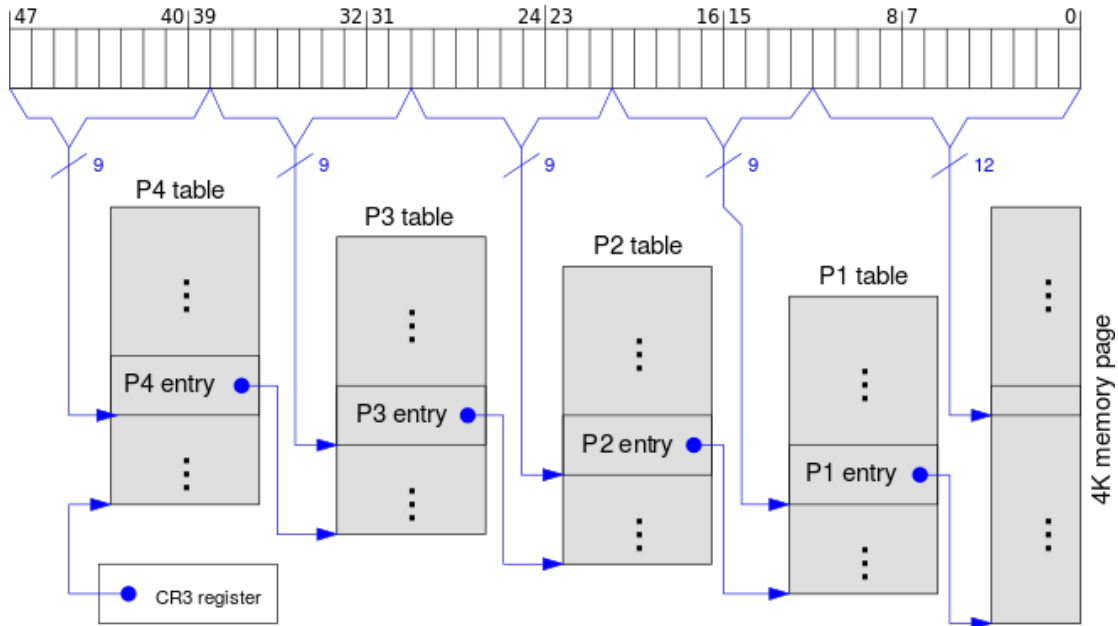 47 40 39 32 31 24 23 16 15 8 7 0
9 9 9 9 12
P4 table
P3 table
P2 table
P1 table
P4 entry
P3 entry
P2 entry
P1 entry
4K memory page
CR3 register